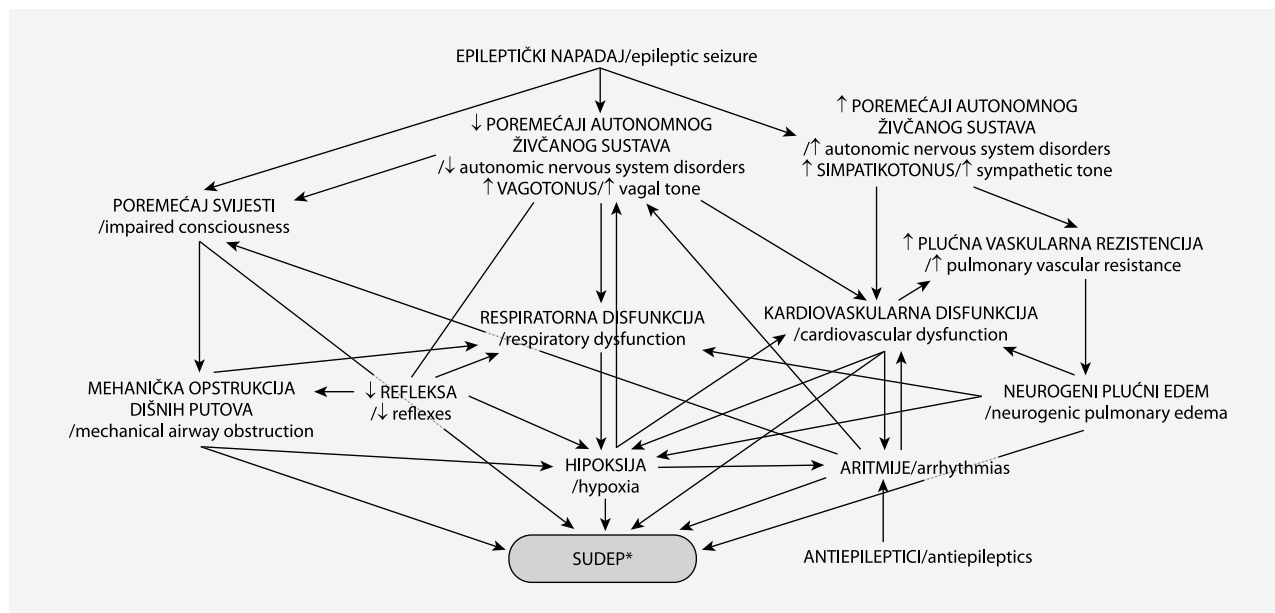 EPILEPTIČKI NAPADAJ/epileptic seizure
↓ POREMEĆAJI AUTONOMNOG
ŽIVČANOG SUSTAVA
/↓ autonomic nervous system disorders
↑ VAGOTONUS/↑ vagal tone
↑ POREMEĆAJI AUTONOMNOG
ŽIVČANOG SUSTAVA
/↑ autonomic nervous system disorders
↑ SIMPATIKOTONUS/↑ sympathetic tone
POREMEĆAJ SVIJESTI
/impaired consciousness
↑ PLUĆNA VASKULARNA REZISTENCIJA
/↑ pulmonary vascular resistance
RESPIRATORNA DISFUNKCIJA
/respiratory dysfunction
KARDIOVASKULARNA DISFUNKCIJA
/cardiovascular dysfunction
MEHANIČKA OPSTRUKCIJA
DIŠNIH PUTOVA
/mechanical airway obstruction
↓ REFLEKSA
/↓ reflexes
NEUROGENI PLUĆNI EDEM
/neurogenic pulmonary edema
HIPOKSIJA
/hypoxia
ARITMIJE/arrhythmias
SUDEP*
ANTIEPILEPTICI/antiepileptics